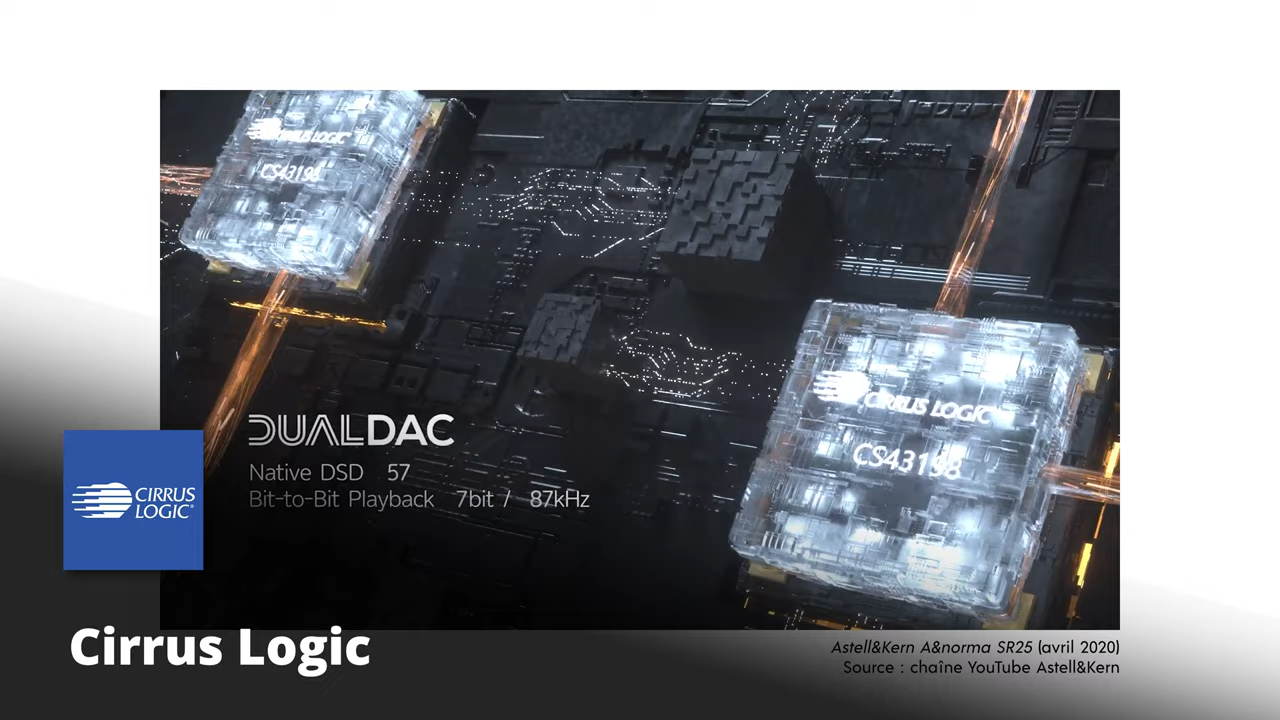 CIRRUS LOGIC
CS43198
CIRRUS LOGIC
CS43198
DUALDAC
Native DSD 57
Bit-to-Bit Playback 7bit / 87kHz
CIRRUS
LOGIC®
Cirrus Logic
Astell&Kern A&norma SR25 (avril 2020)
Source : chaîne YouTube Astell&Kern